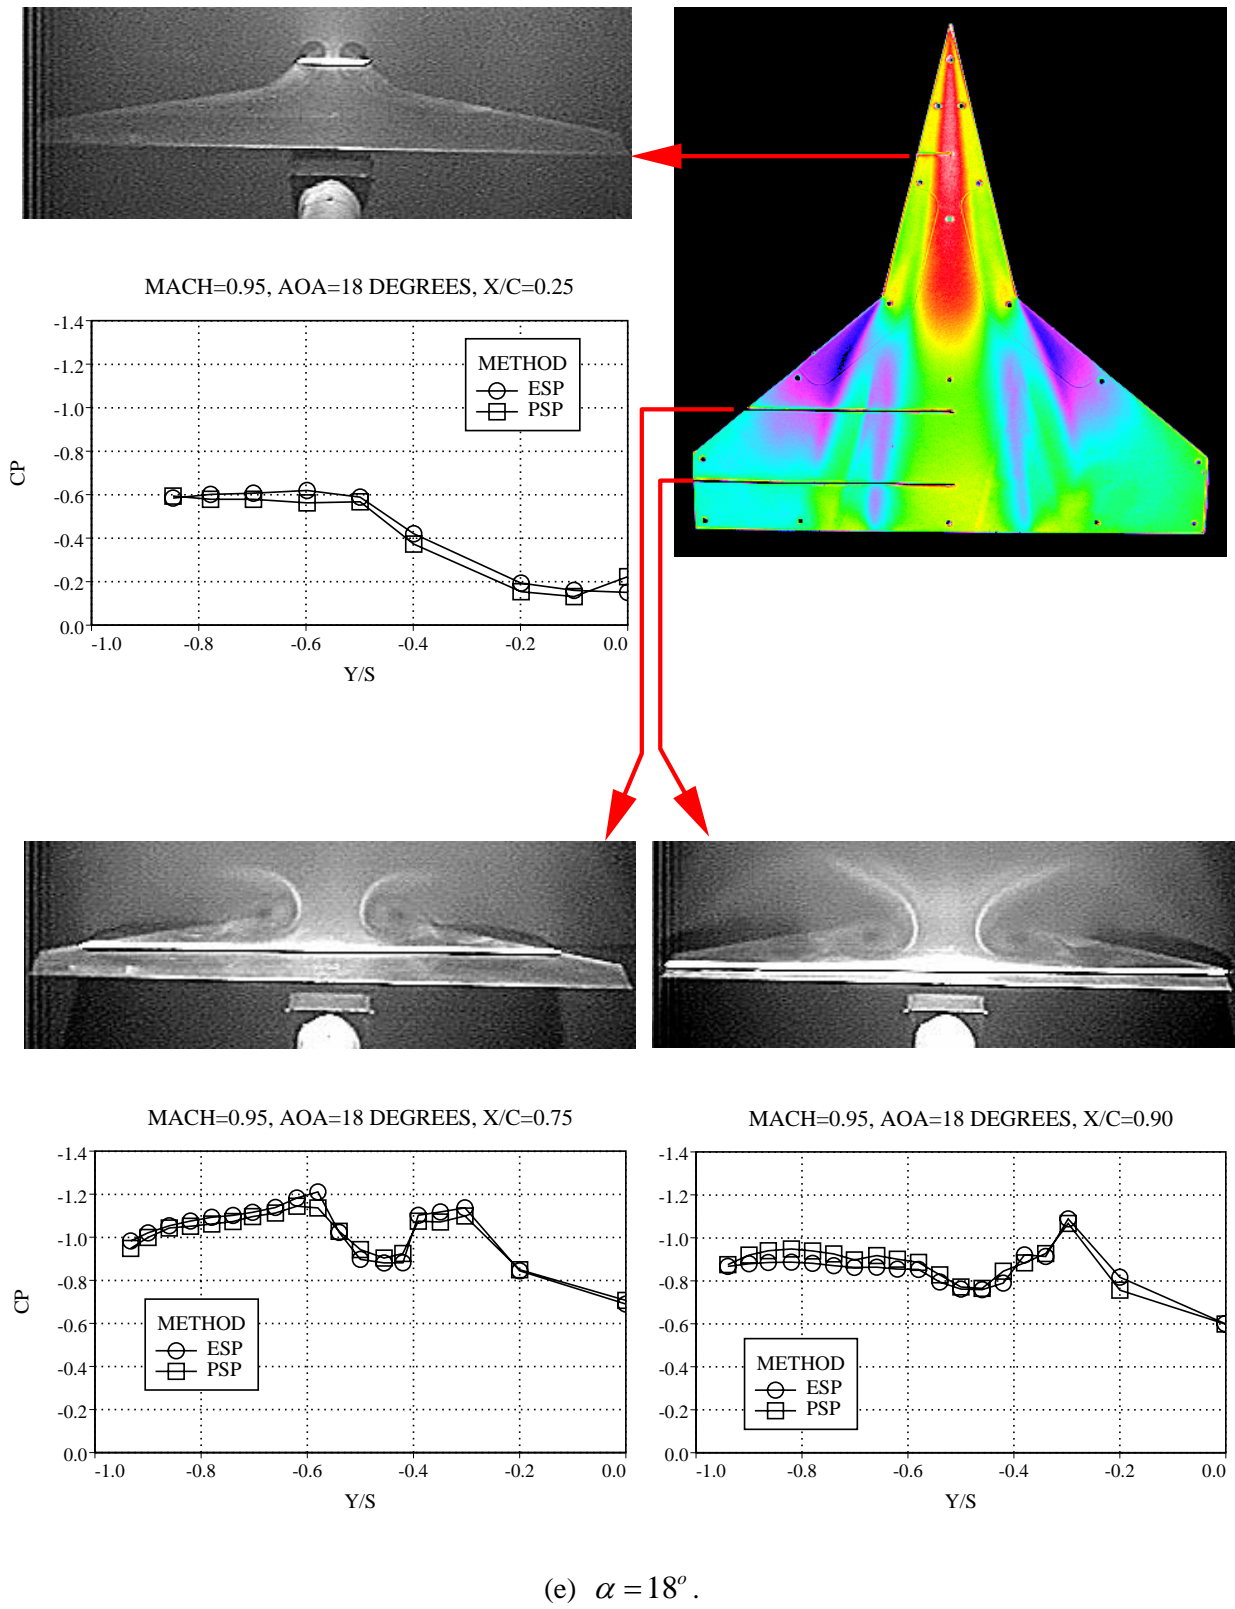 MACH=0.95, AOA=18 DEGREES, X/C=0.25
-1.4
-1.2
-1.0
-0.8
-0.6
-0.4
-0.2
0.0
CP
METHOD
ESP
PSP
-1.0 -0.8 -0.6 -0.4 -0.2 0.0
Y/S
MACH=0.95, AOA=18 DEGREES, X/C=0.75
-1.4
-1.2
-1.0
-0.8
-0.6
-0.4
-0.2
0.0
CP
METHOD
ESP
PSP
-1.0 -0.8 -0.6 -0.4 -0.2 0.0
Y/S
MACH=0.95, AOA=18 DEGREES, X/C=0.90
-1.4
-1.2
-1.0
-0.8
-0.6
-0.4
-0.2
0.0
METHOD
ESP
PSP
-1.0 -0.8 -0.6 -0.4 -0.2 0.0
Y/S
(e) α = 18°.